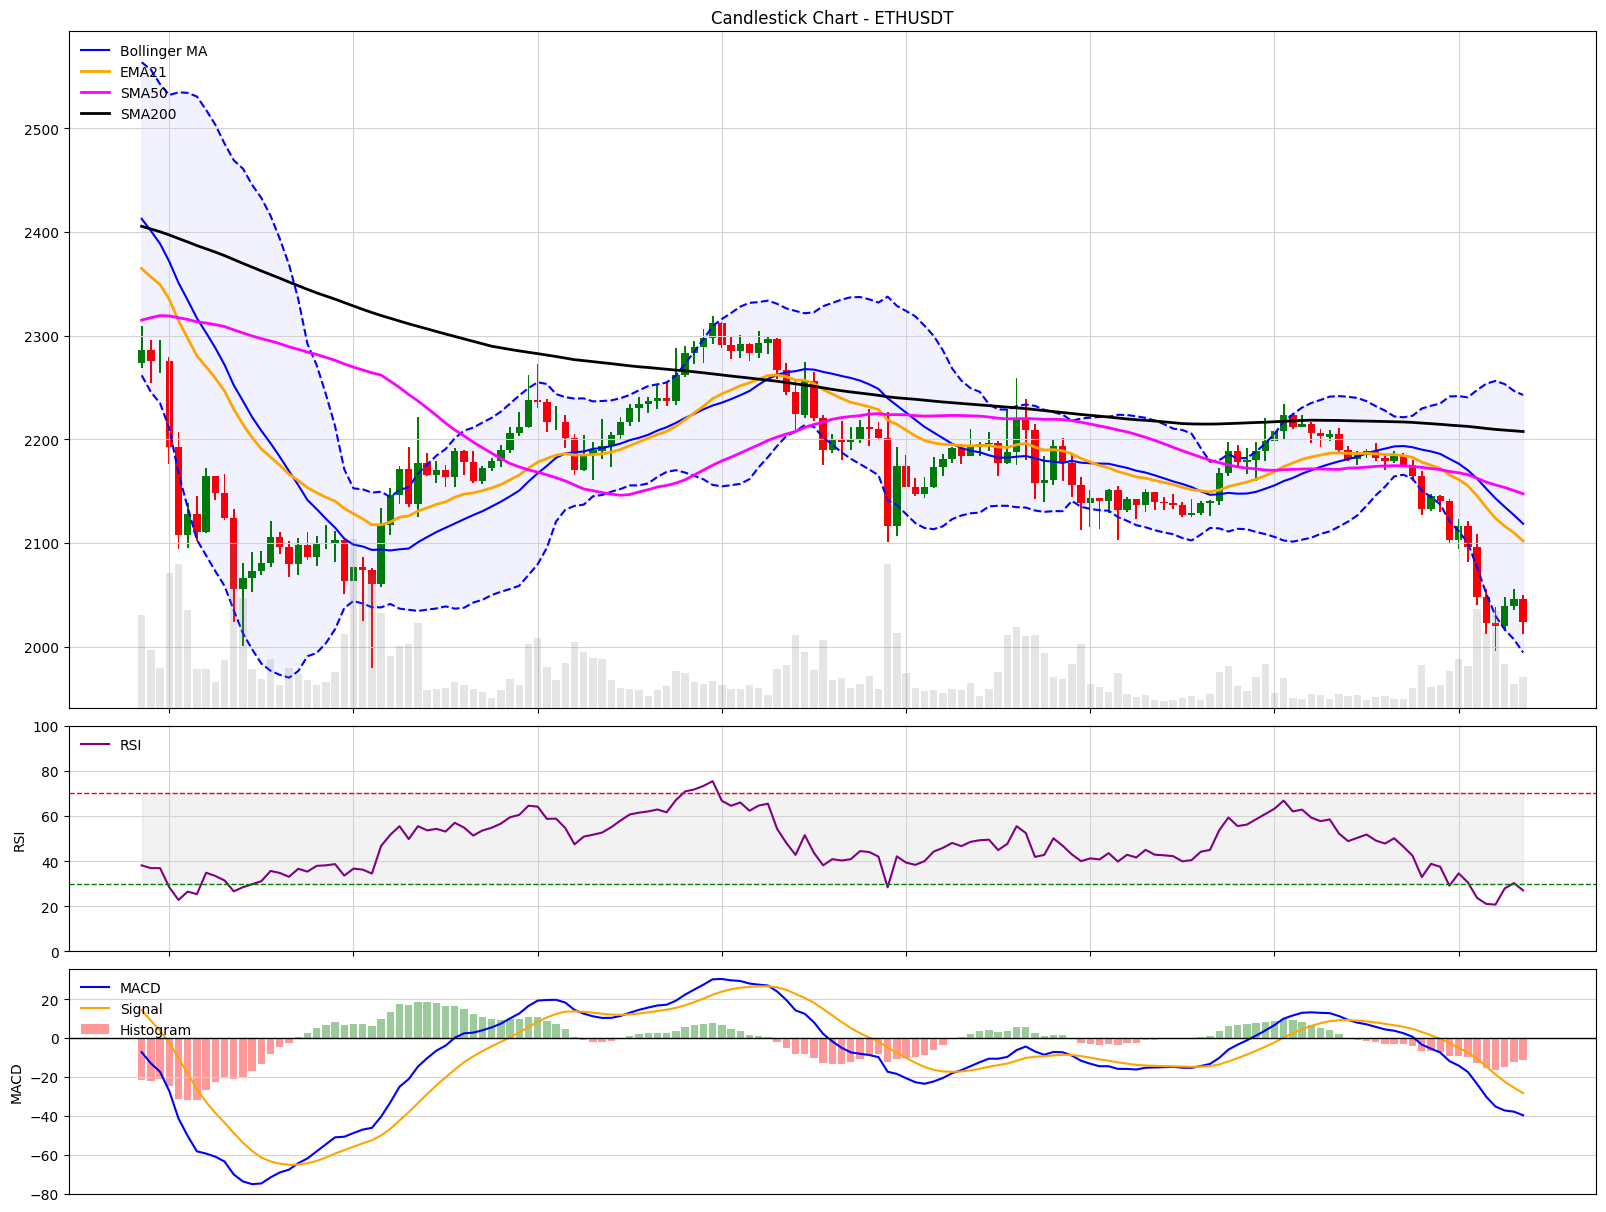 Candlestick Chart - ETHUSDT
Bollinger MA
EMA21
SMA50
SMA200
2500
2400
2300
2200
2100
2000
RSI
100
80
60
40
20
0
RSI
MACD
Signal
Histogram
20
0
−20
−40
−60
−80
MACD